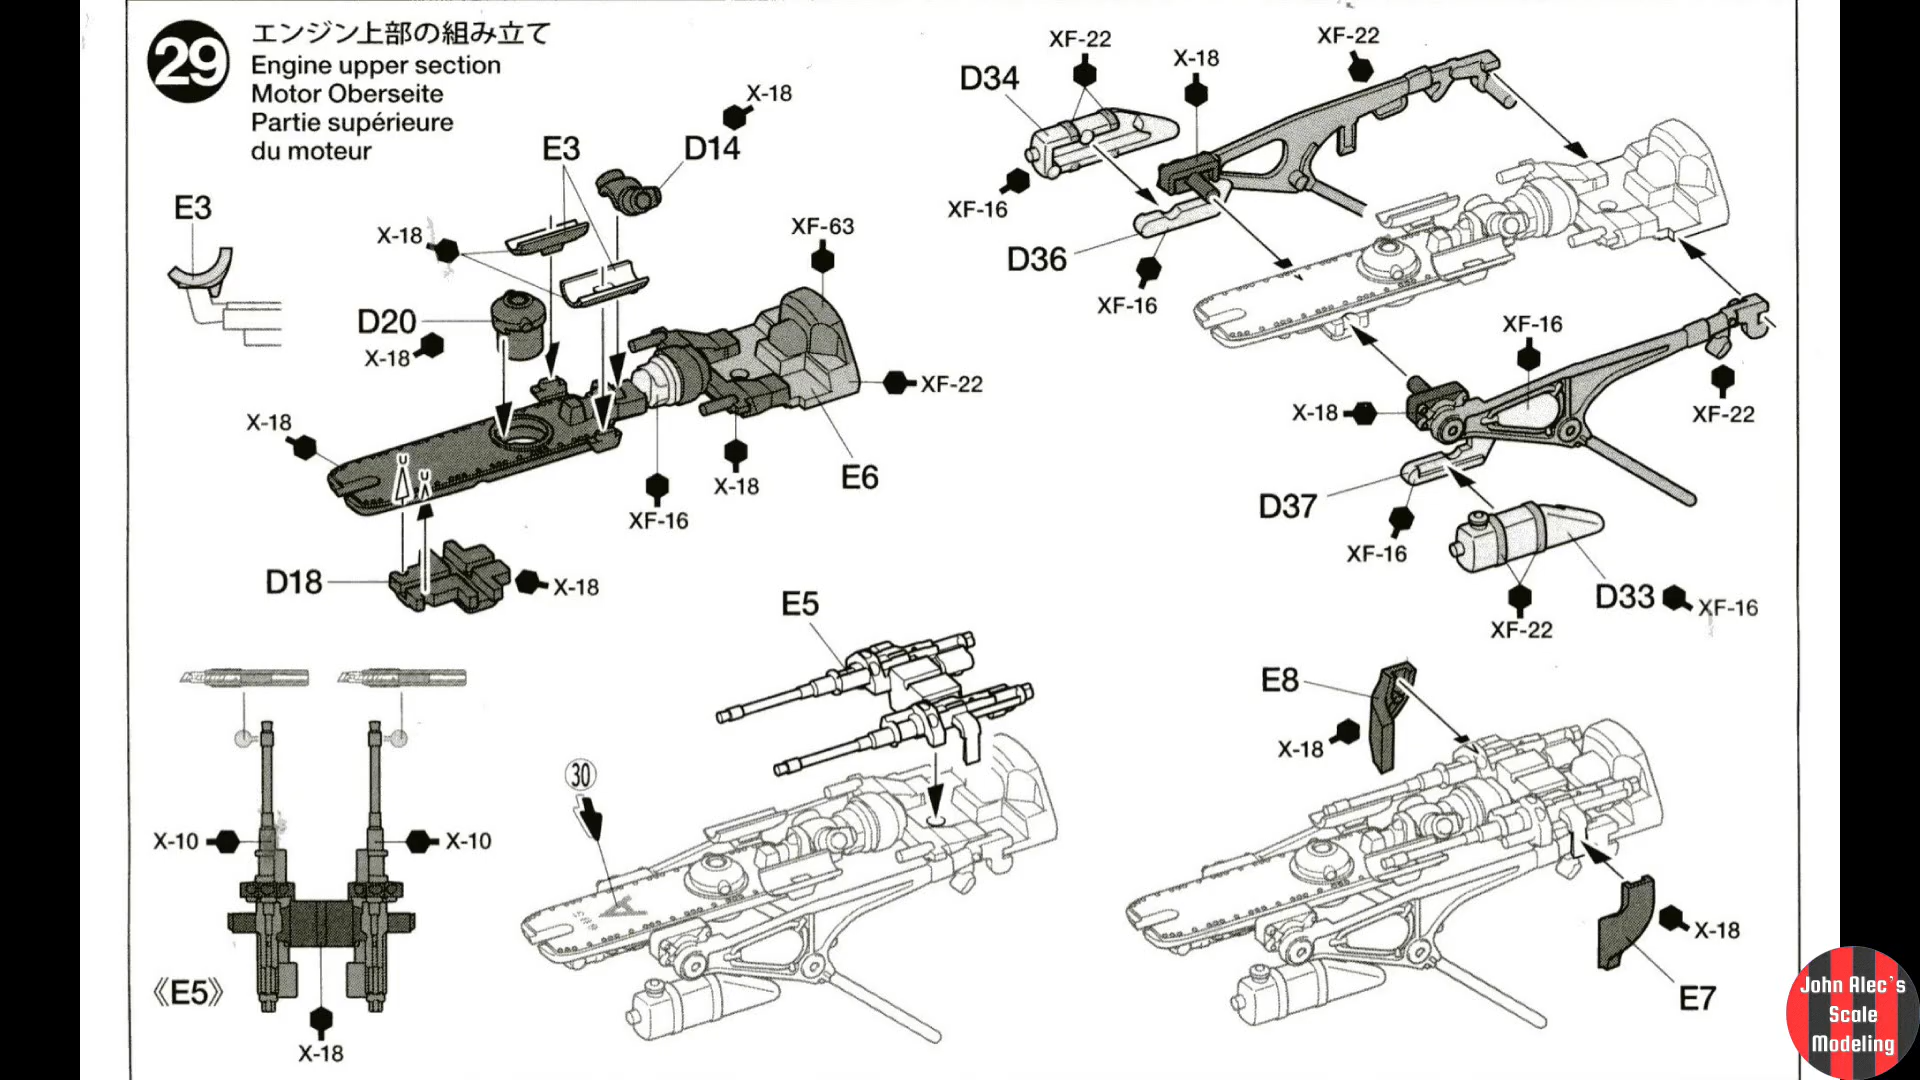 29
エンジン上部の組み立て
Engine upper section
Motor Oberseite
Partie supérieure
du moteur
E3
X-18
D20
X-18
E3
X-18
D14
XF-63
XF-22
X-18
XF-16
X-18
E6
D18
X-18
XF-22
X-18
XF-22
D34
XF-16
D36
XF-16
XF-16
X-18
XF-22
D37
XF-16
D33
XF-16
XF-22
X-10
X-10
《E5》
X-18
E5
30
E8
X-18
X-18
E7
John Alec's
Scale
Modeling